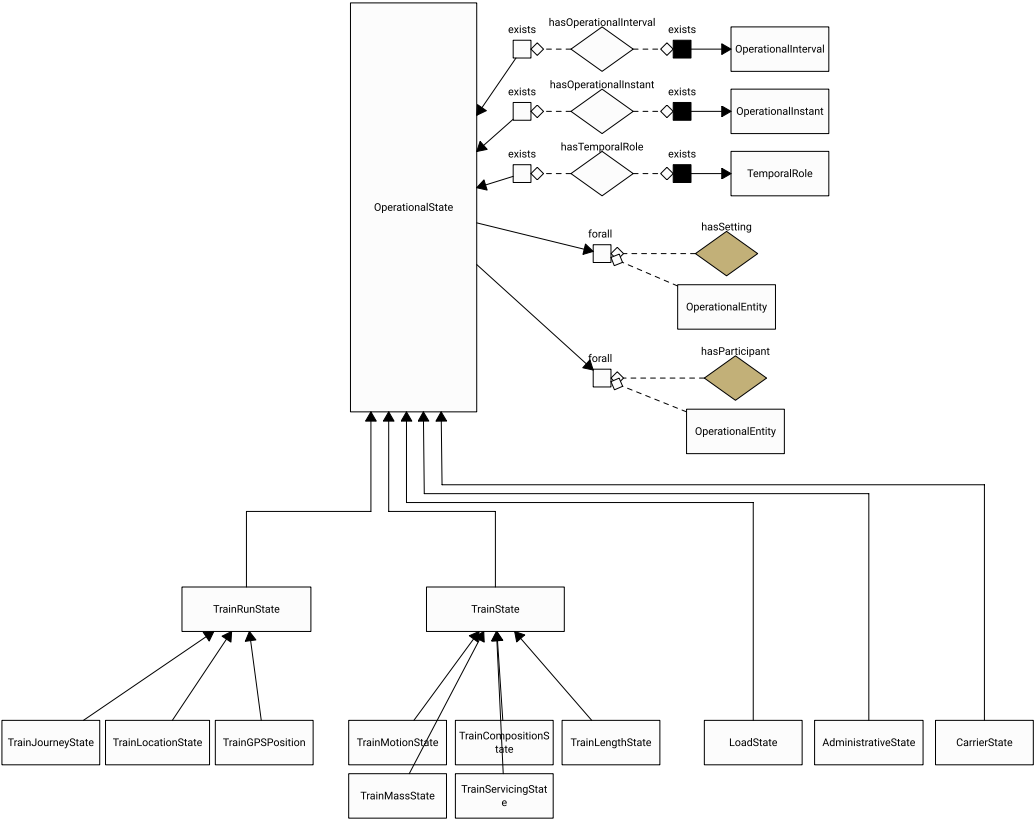 hasOperationalInterval
exists
exists
OperationalInterval
hasOperationalInstant
exists
exists
OperationalInstant
hasTemporalRole
exists
exists
TemporalRole
OperationalState
hasSetting
forall
OperationalEntity
hasParticipant
forall
OperationalEntity
TrainRunState
TrainState
TrainJourneyState
TrainLocationState
TrainGPSPosition
TrainMotionState
TrainCompositionS
tate
TrainLengthState
LoadState
AdministrativeState
CarrierState
TrainMassState
TrainServicingStat
e